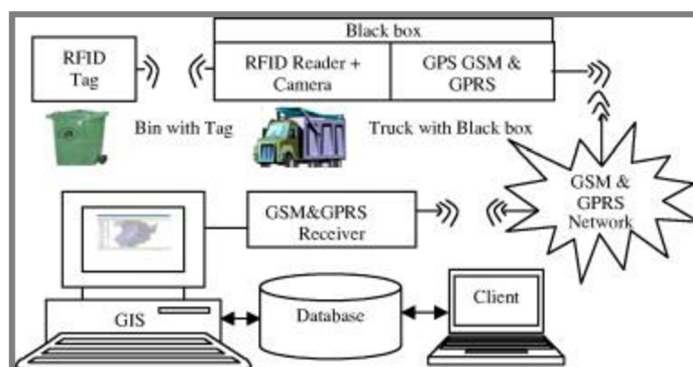 Black box
RFID
Tag
RFID Reader +
Camera
GPS GSM &
GPRS
Bin with Tag
Truck with Black box
GSM &
GPRS
Network
GSM&GPRS
Receiver
GIS
Database
Client